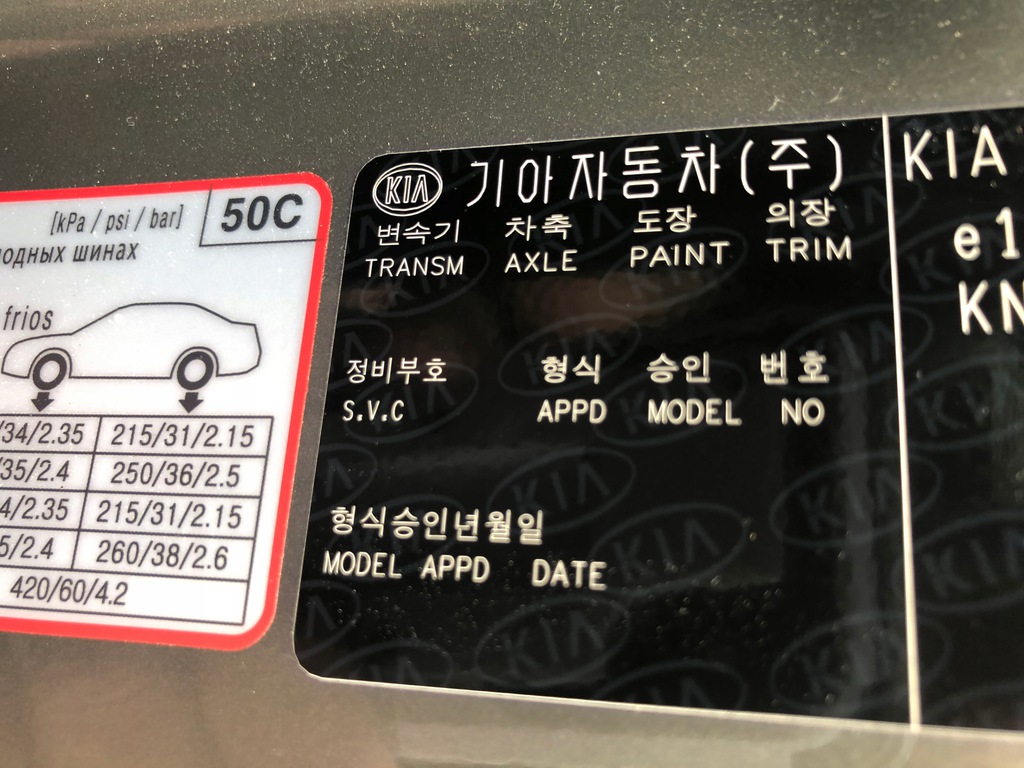 [kPa / psi / bar] 50C
шинах
frios
/34/2.35 215/31/2.15
/35/2.4 250/36/2.5
4/2.35 215/31/2.15
5/2.4 260/38/2.6
420/60/4.2
KIA 기아자동차(주)
변속기 차축 도장 의장
TRANSM AXLE PAINT TRIM
정비부호 형식 승인 번호
S.V.C APPD MODEL NO
형식승인년월일
MODEL APPD DATE
KIA
e1
KN